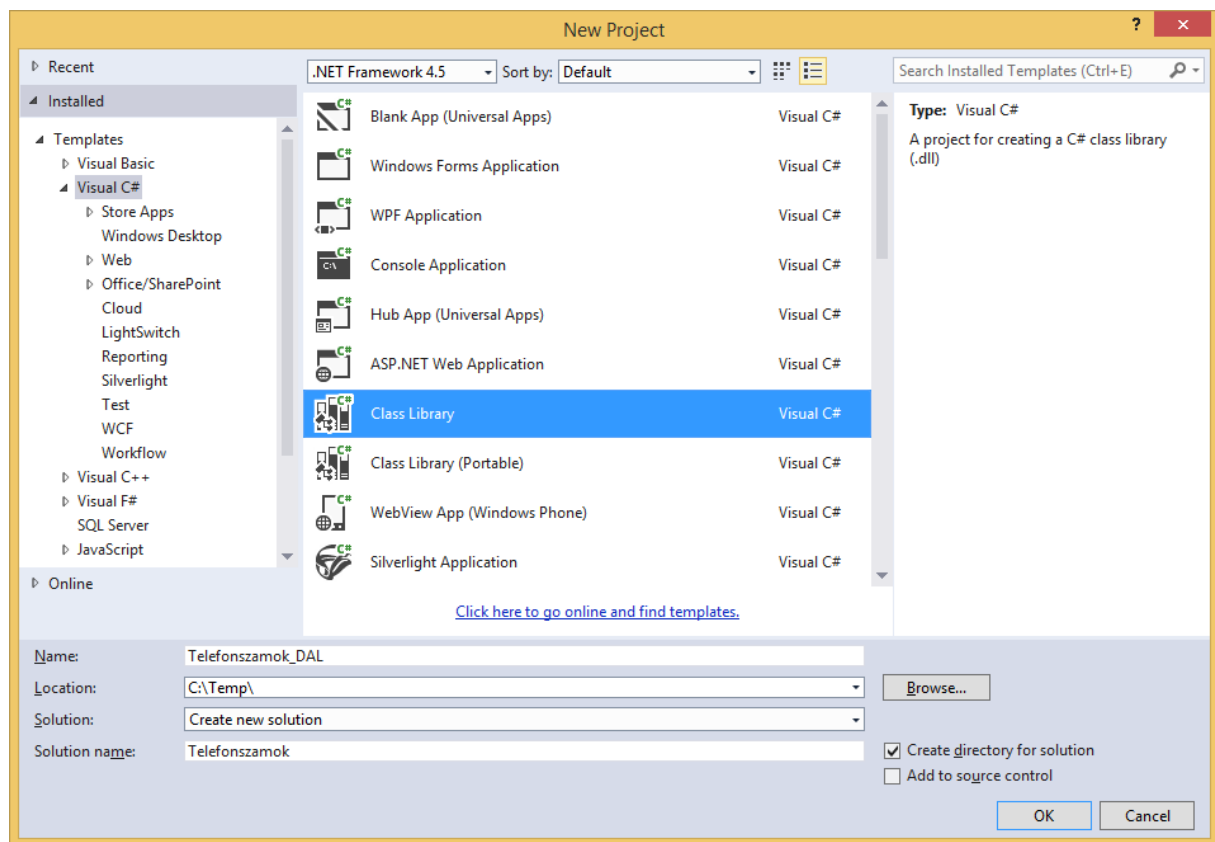 New Project
?
Recent
Installed
Templates
Visual Basic
Visual C#
Store Apps
Windows Desktop
Web
Office/SharePoint
Cloud
LightSwitch
Reporting
Silverlight
Test
WCF
Workflow
Visual C++
Visual F#
SQL Server
JavaScript
Online
.NET Framework 4.5 Sort by: Default
Blank App (Universal Apps) Visual C#
Windows Forms Application Visual C#
WPF Application Visual C#
Console Application Visual C#
Hub App (Universal Apps) Visual C#
ASP.NET Web Application Visual C#
Class Library Visual C#
Class Library (Portable) Visual C#
WebView App (Windows Phone) Visual C#
Silverlight Application Visual C#
Click here to go online and find templates.
Search Installed Templates (Ctrl+E)
Type: Visual C#
A project for creating a C# class library
(.dll)
Name: Telefonszamok_DAL
Location: C:\Temp\ Browse...
Solution: Create new solution
Solution name: Telefonszamok
Create directory for solution
Add to source control
OK Cancel